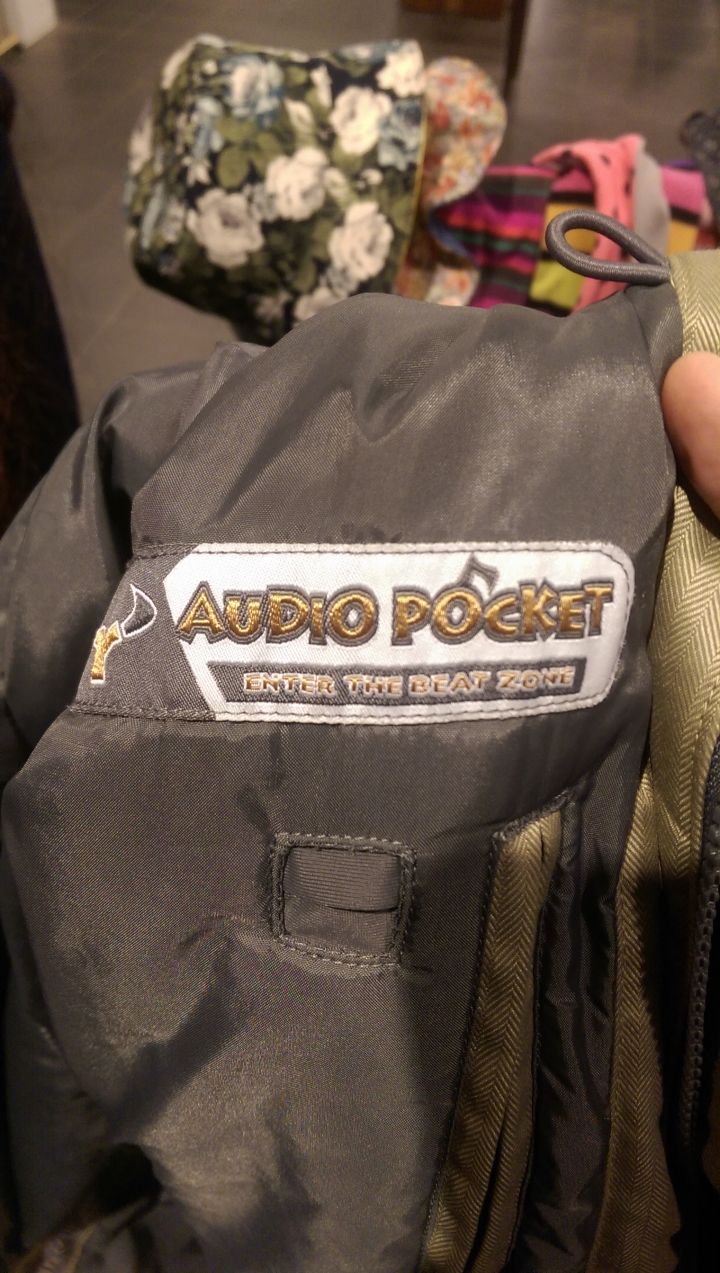 r
AUDIO POCKET
ENTER THE BEAT ZONE